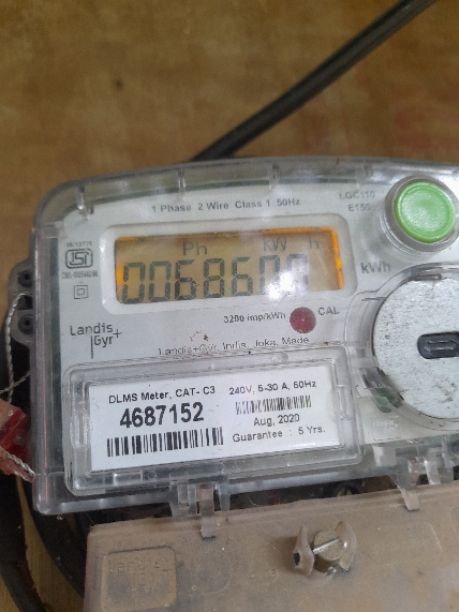 1 Phase 2 Wire Class 1 50Hz
Ph KW h
kWh
3200 imp/kWh CAL
Landis+
Gyr
DLMS Meter, CAT- C3
4687152
240V, 5-30 A, 50Hz
Aug, 2020
Guarantee : 5 Yrs.